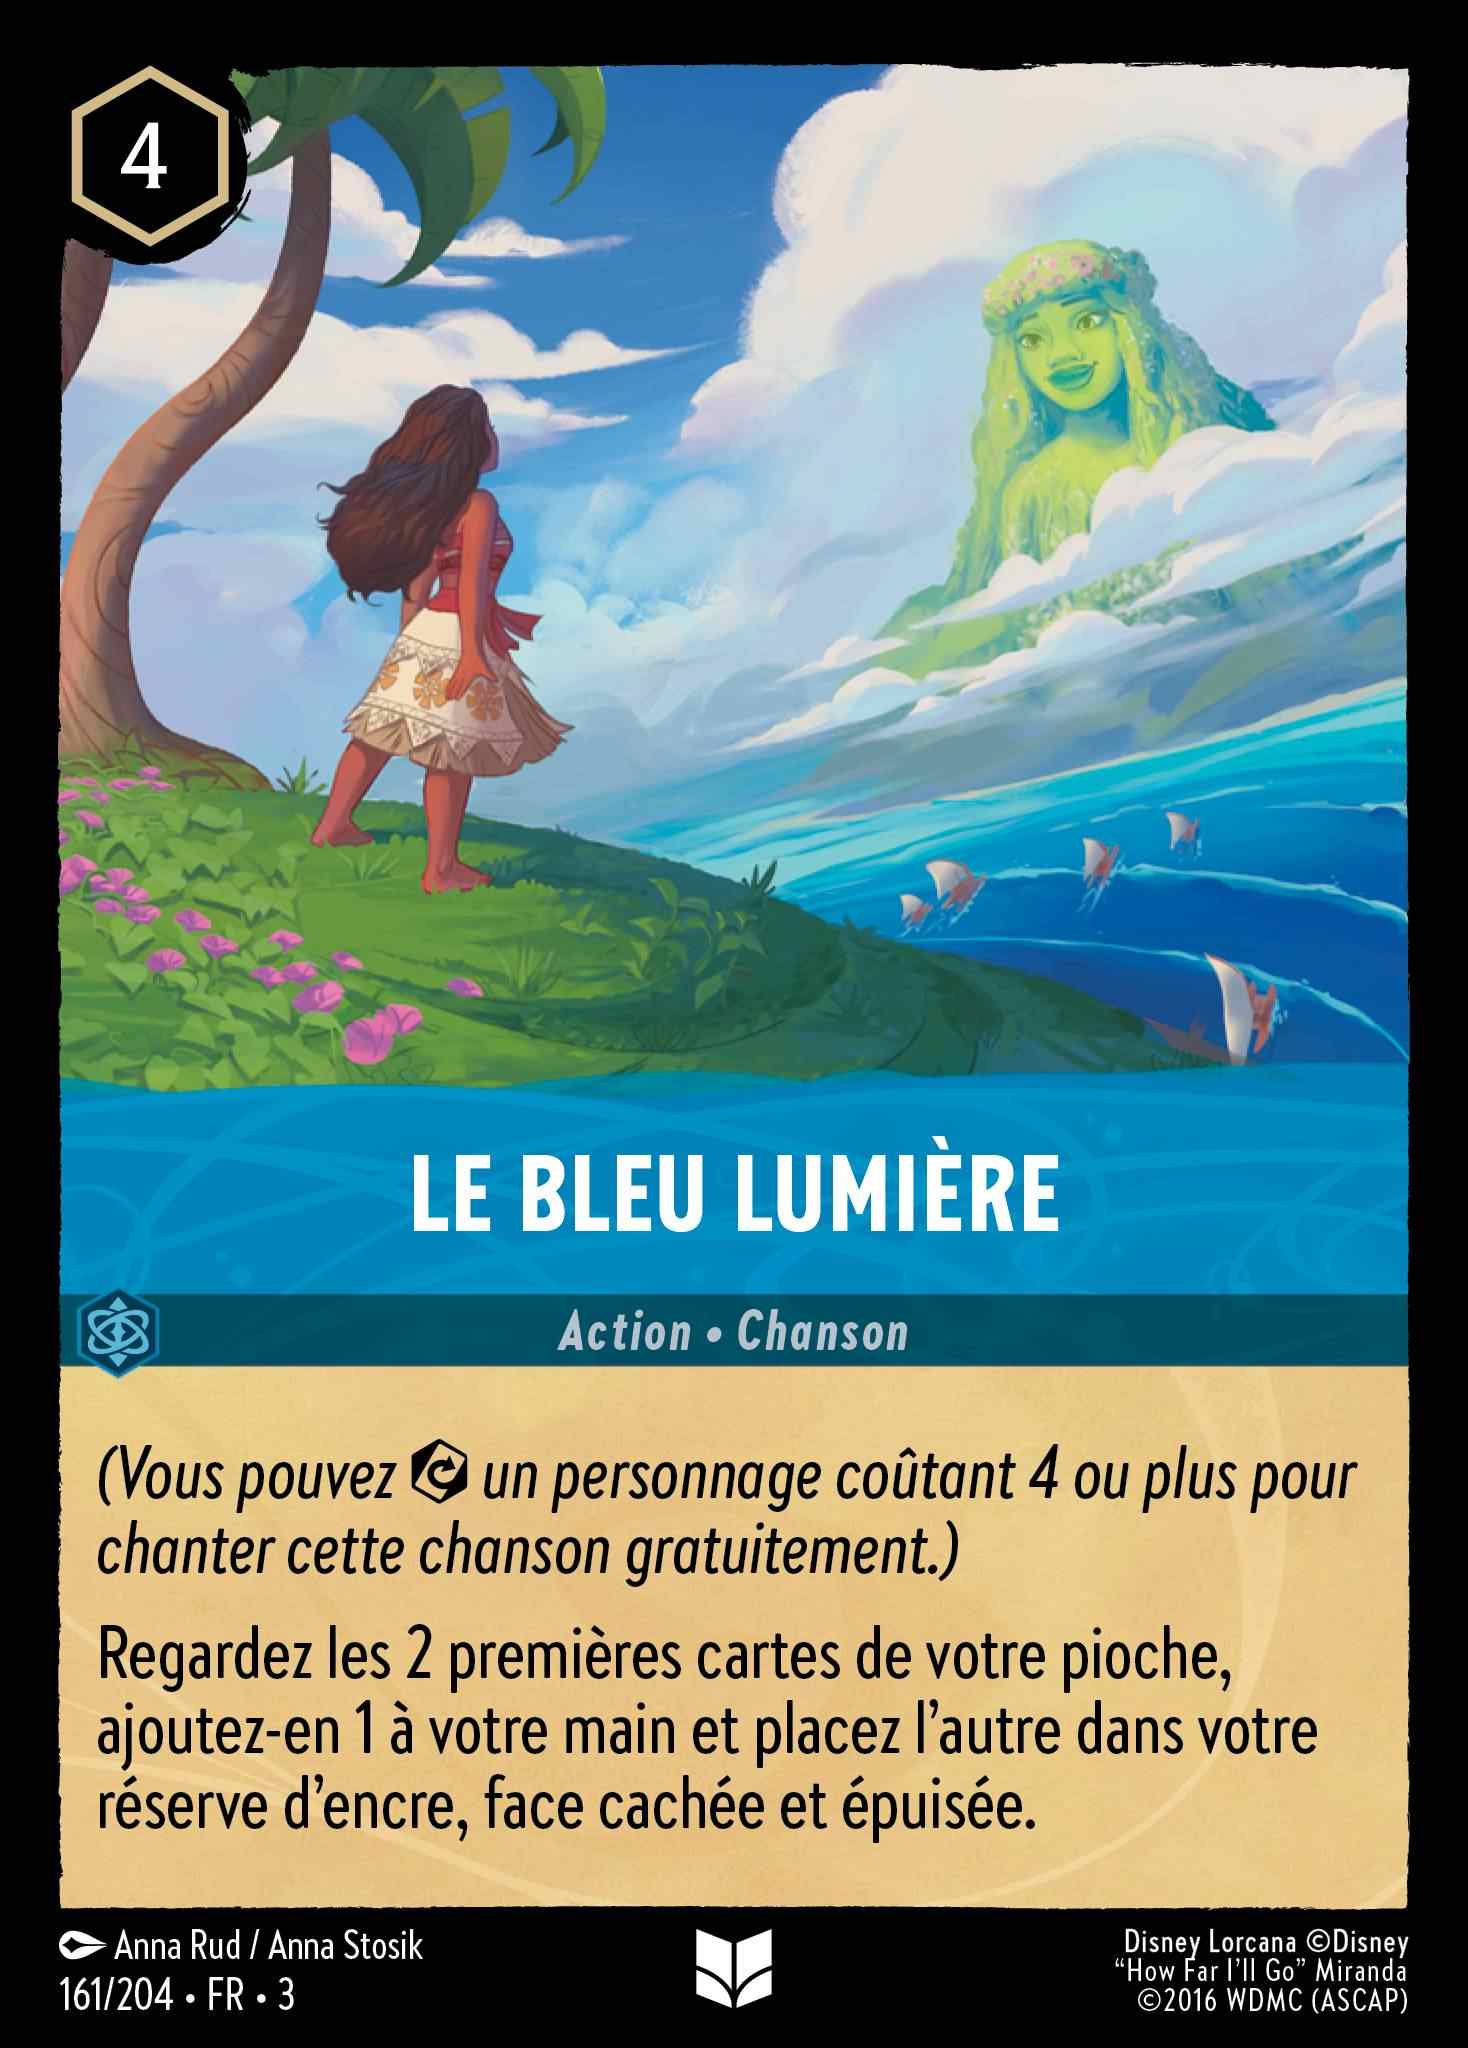 4
LE BLEU LUMIÈRE
Action • Chanson
(Vous pouvez un personnage coûtant 4 ou plus pour
chanter cette chanson gratuitement.)
Regardez les 2 premières cartes de votre pioche,
ajoutez-en 1 à votre main et placez l’autre dans votre
réserve d’encre, face cachée et épuisée.
Anna Rud / Anna Stosik
161/204 • FR • 3
Disney Lorcana ©Disney
“How Far I’ll Go” Miranda
©2016 WDMC (ASCAP)